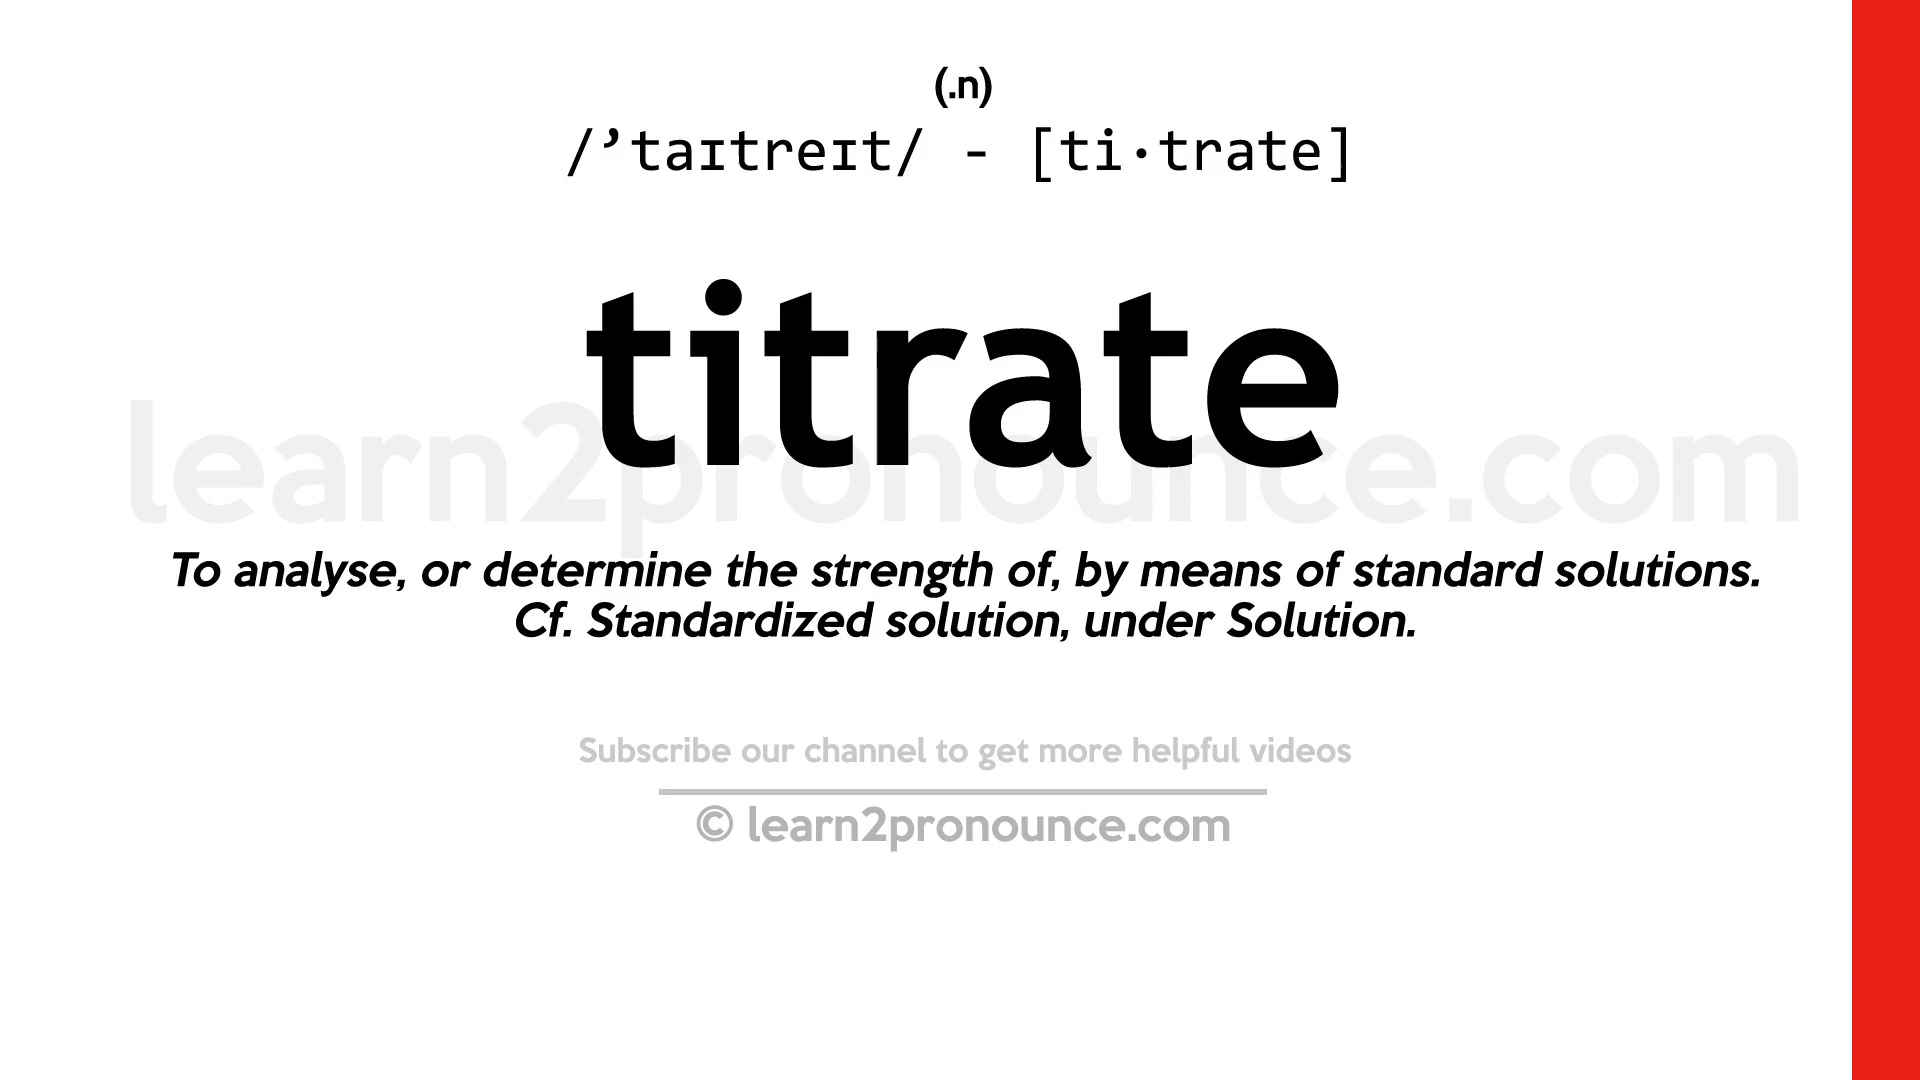 (.n)
/’taɪtreɪt/ - [ti·trate]
titrate
learn2pronounce.com
To analyse, or determine the strength of, by means of standard solutions.
Cf. Standardized solution, under Solution.
Subscribe our channel to get more helpful videos
© learn2pronounce.com